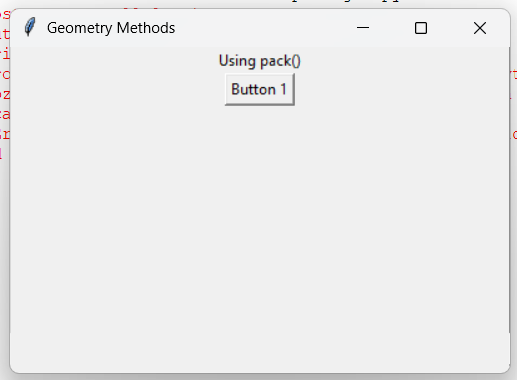 Geometry Methods
Using pack()
Button 1